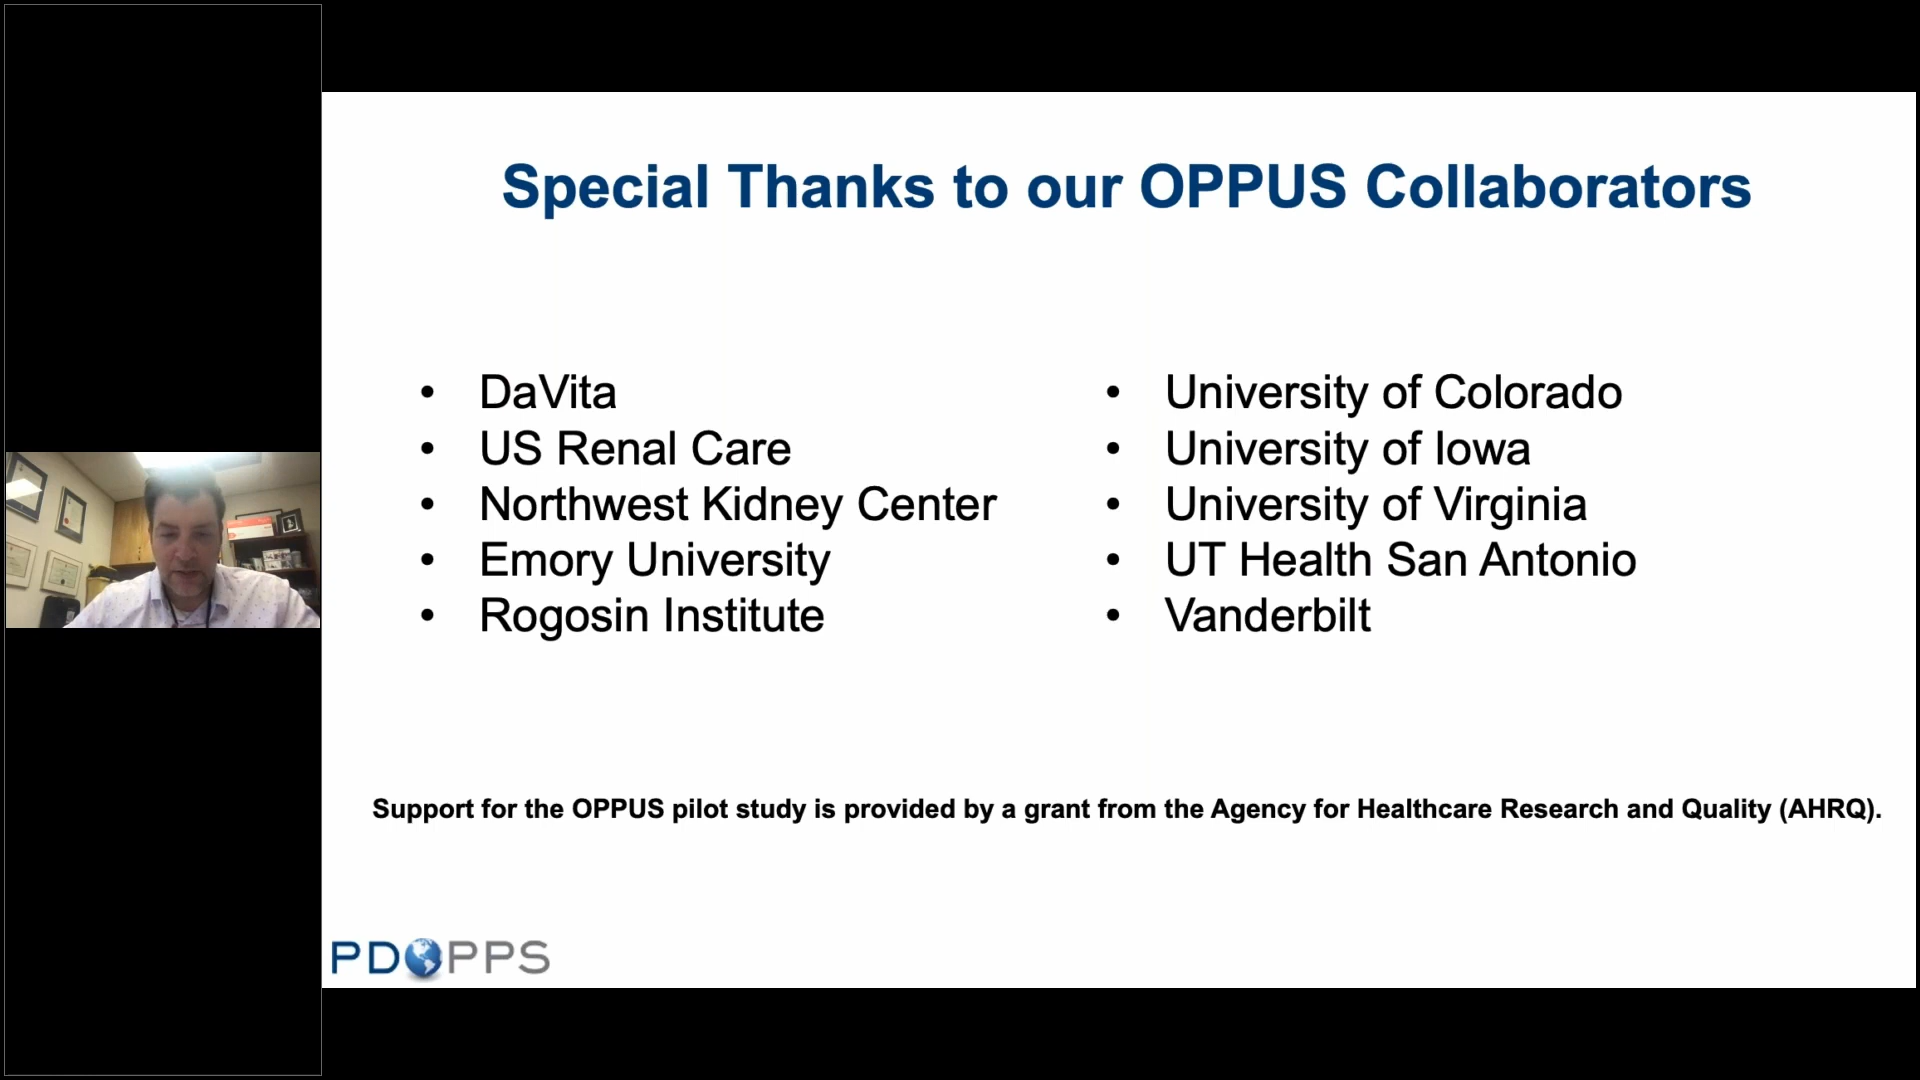 Special Thanks to our OPPUS Collaborators
• DaVita
• US Renal Care
• Northwest Kidney Center
• Emory University
• Rogosin Institute
• University of Colorado
• University of Iowa
• University of Virginia
• UT Health San Antonio
• Vanderbilt
Support for the OPPUS pilot study is provided by a grant from the Agency for Healthcare Research and Quality (AHRQ).
PDOPPS